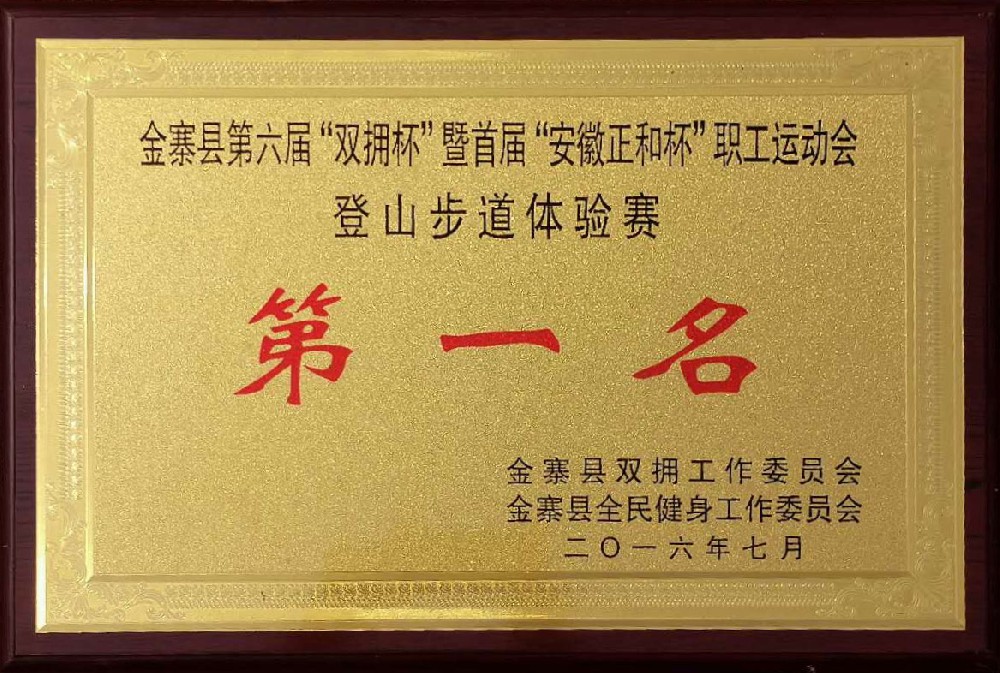 金寨县第六届“双拥杯”暨首届“安徽正和杯”职工运动会
登山步道体验赛
第一名
金寨县双拥工作委员会
金寨县全民健身工作委员会
二〇一六年七月